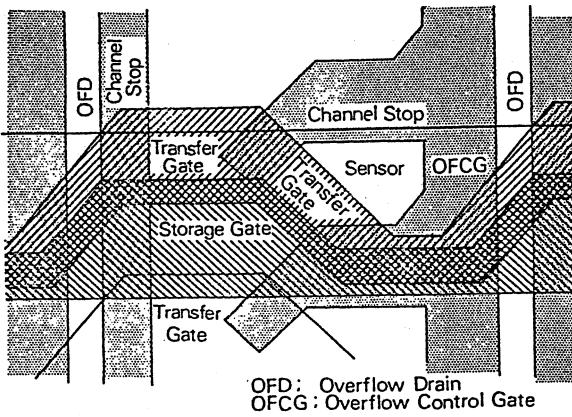 OFD
Channel
Stop
OFD
Channel Stop
Transfer
Gate
Sensor
OFCG
Transfer
Gate
Storage Gate
Transfer
Gate
OFD : Overflow Drain
OFCG : Overflow Control Gate